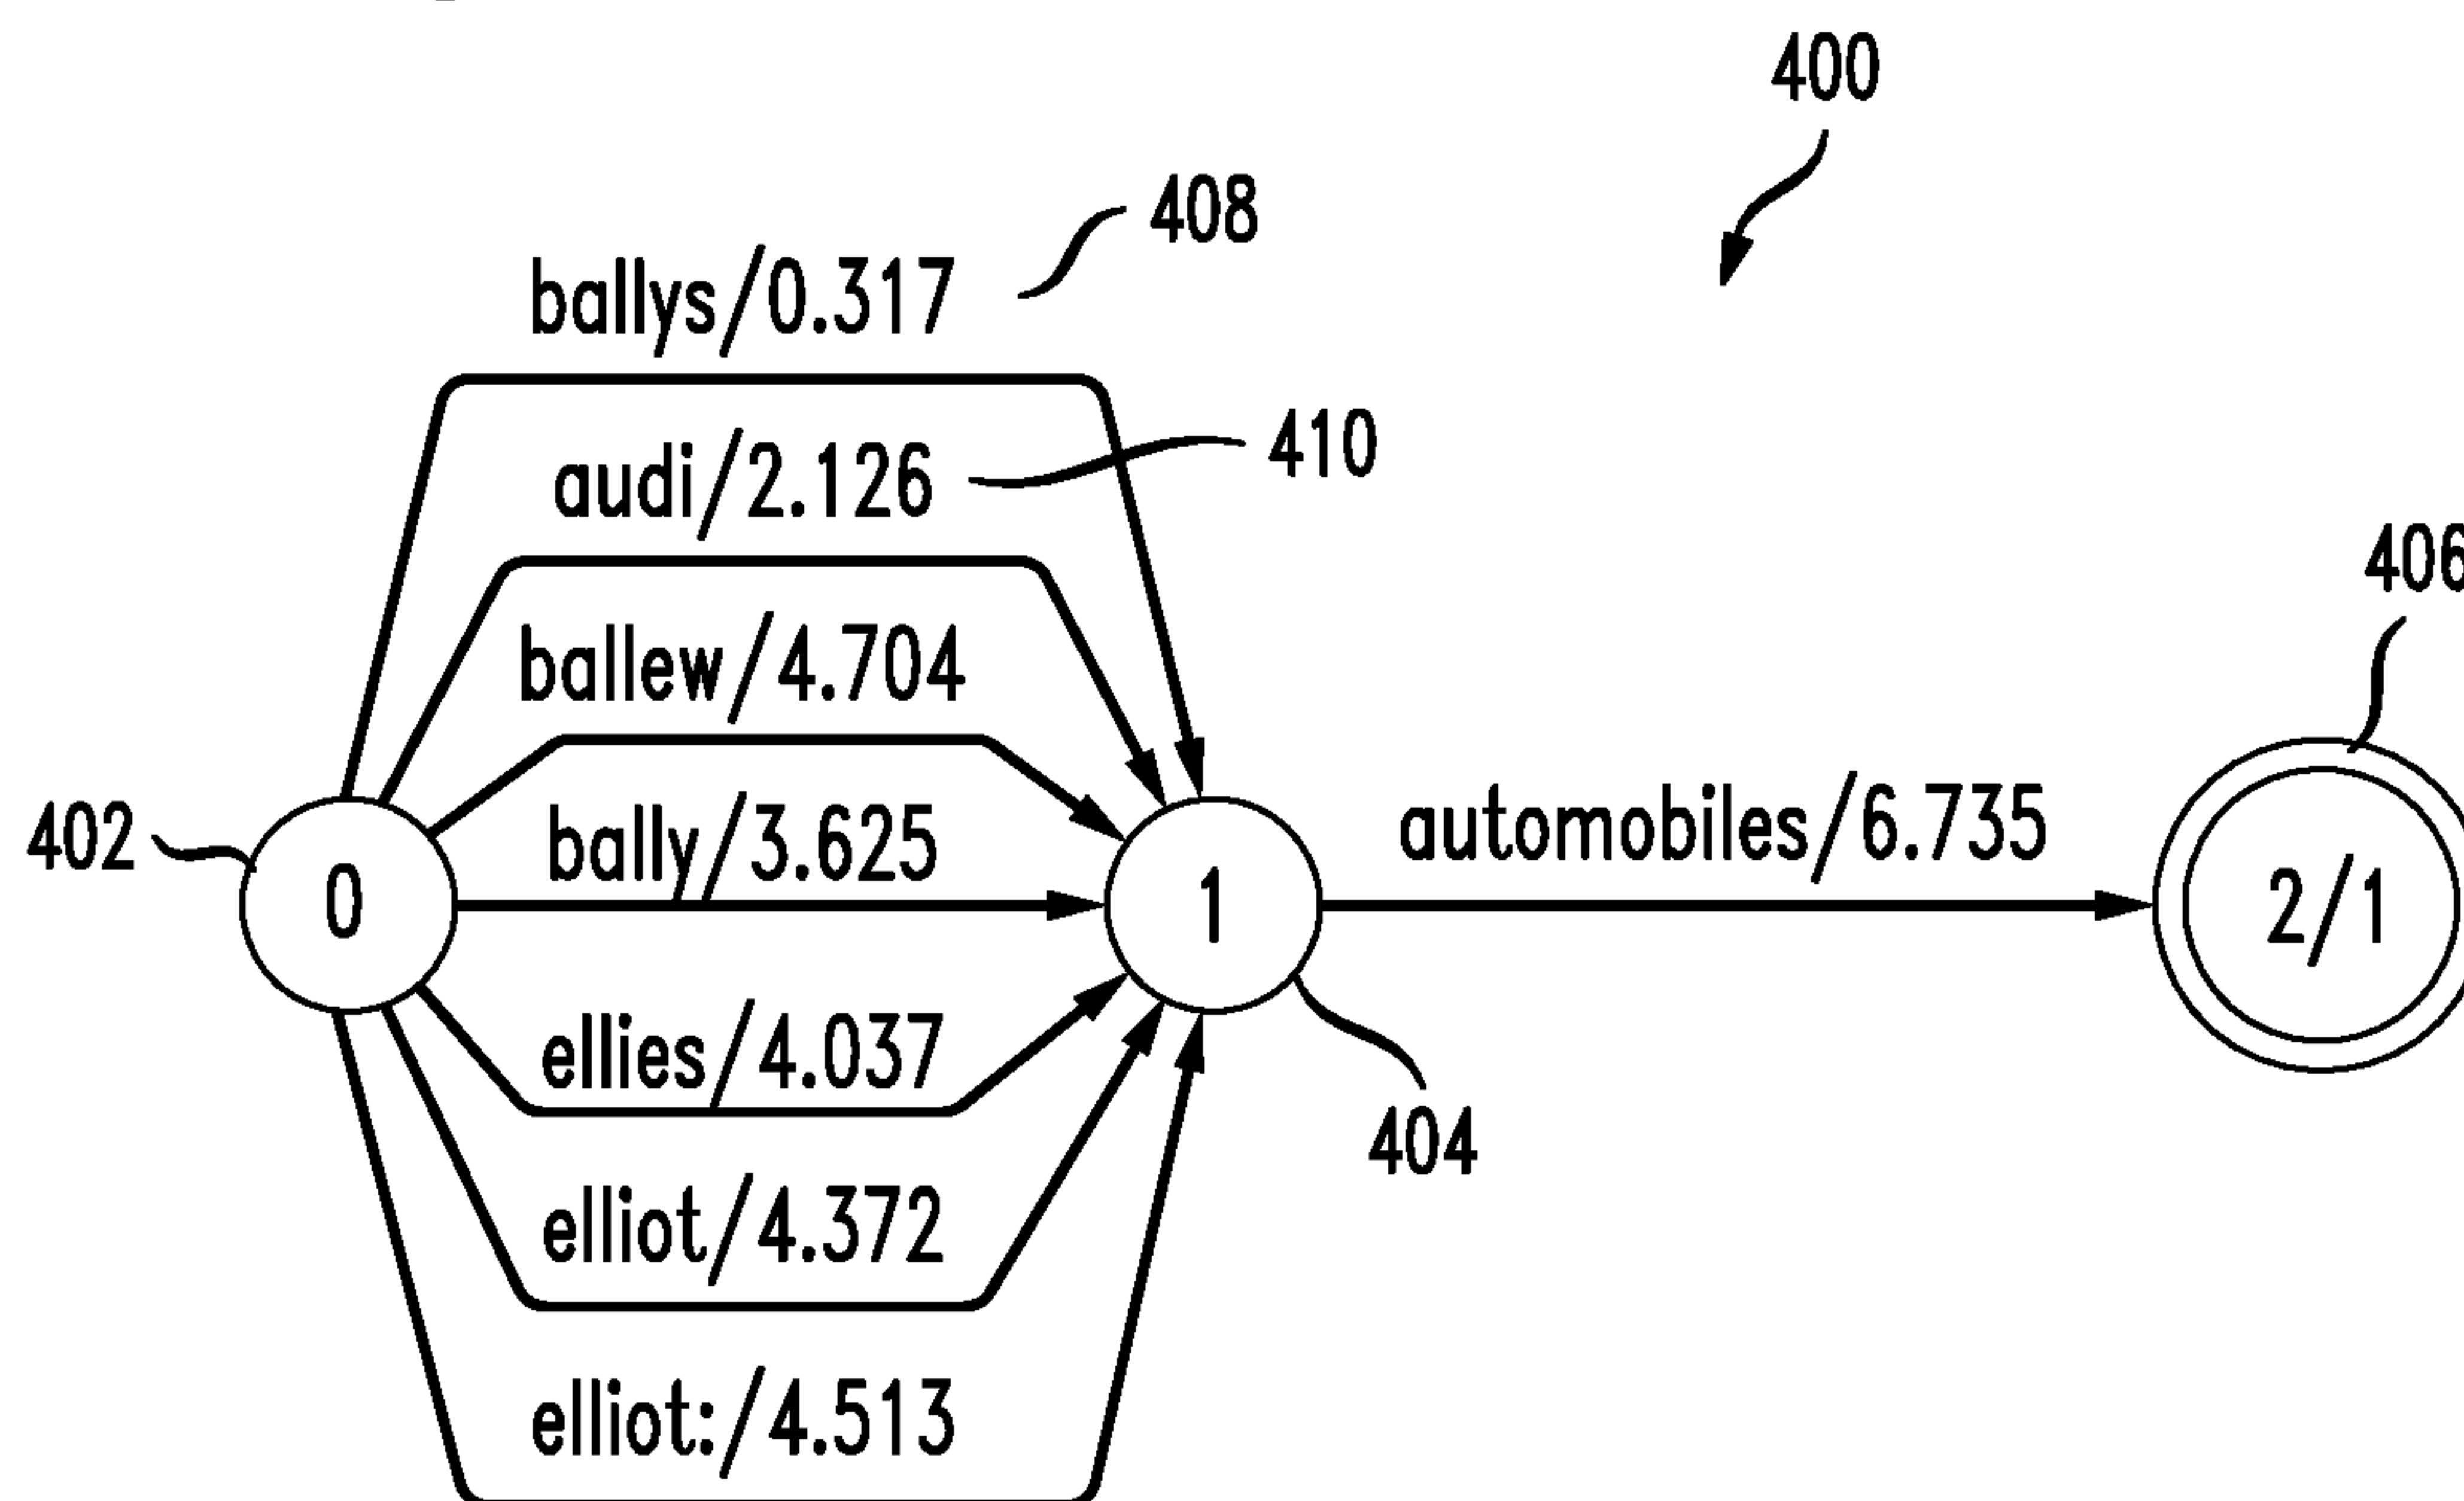 400
408
ballys/0.317
410
audi/2.126
406
ballew/4.704
402
bally/3.625
automobiles/6.735
0
1
2/1
ellies/4.037
404
elliot/4.372
elliot:/4.513